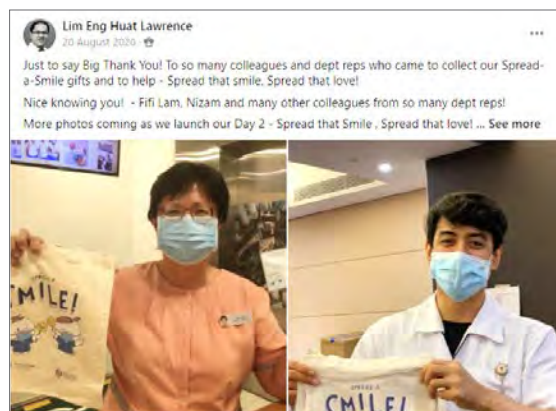 Lim Eng Huat Lawrence
20 August 2020 ·
Just to say Big Thank You! To so many colleagues and dept reps who came to collect our Spread-
a-Smile gifts and to help - Spread that smile, Spread that love!
Nice knowing you!  - Fifi Lam, Nizam and many other colleagues from so many dept reps!
More photos coming as we launch our Day 2 - Spread that Smile , Spread that love! ... See more
SPREAD A
SMILE!
SPREAD A
SMILE!